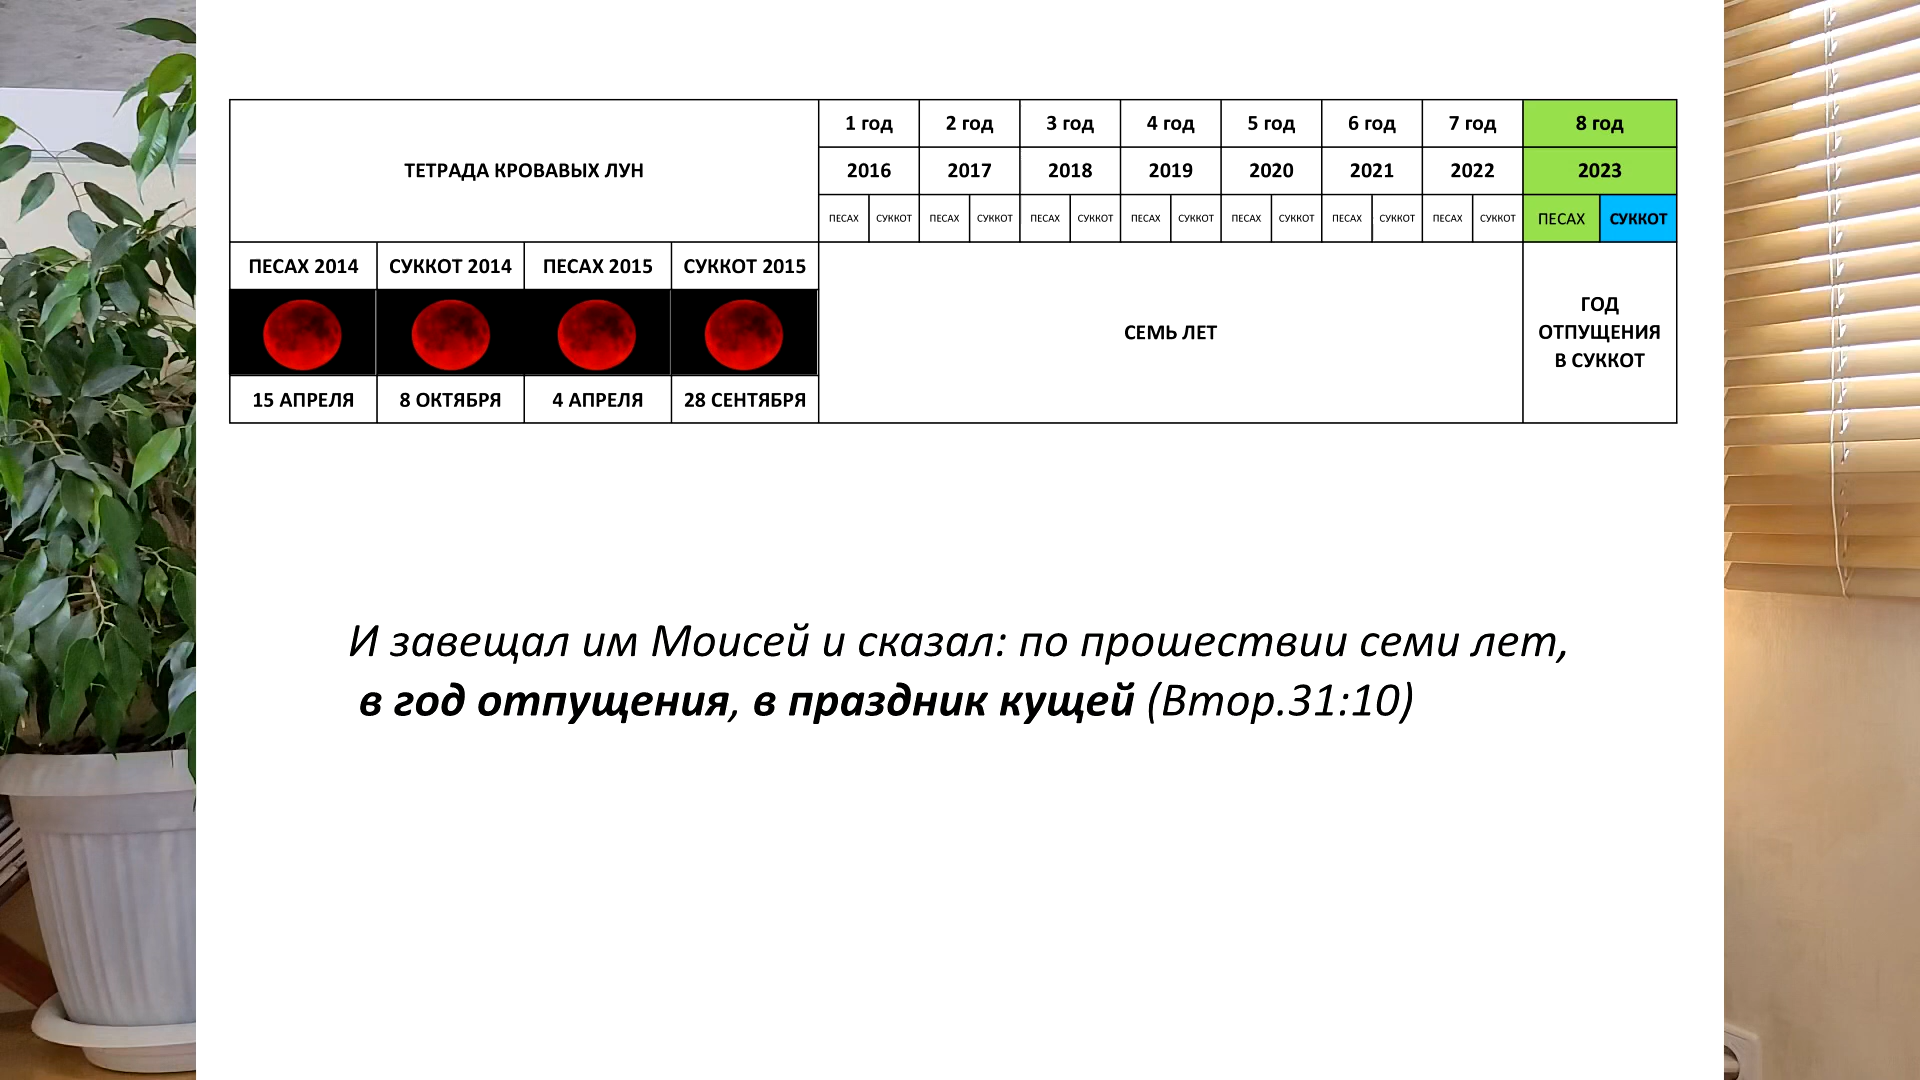 ТЕТРАДА КРОВАВЫХ ЛУН
1 год 2 год 3 год 4 год 5 год 6 год 7 год 8 год
2016 2017 2018 2019 2020 2021 2022 2023
ПЕСАХ СУККОТ ПЕСАХ СУККОТ ПЕСАХ СУККОТ ПЕСАХ СУККОТ ПЕСАХ СУККОТ ПЕСАХ СУККОТ ПЕСАХ СУККОТ ПЕСАХ СУККОТ
ПЕСАХ 2014 СУККОТ 2014 ПЕСАХ 2015 СУККОТ 2015
15 АПРЕЛЯ 8 ОКТЯБРЯ 4 АПРЕЛЯ 28 СЕНТЯБРЯ
СЕМЬ ЛЕТ
ГОД
ОТПУЩЕНИЯ
В СУККОТ
И завещал им Моисей и сказал: по прошествии семи лет,
в год отпущения, в праздник кущей (Втор.31:10)